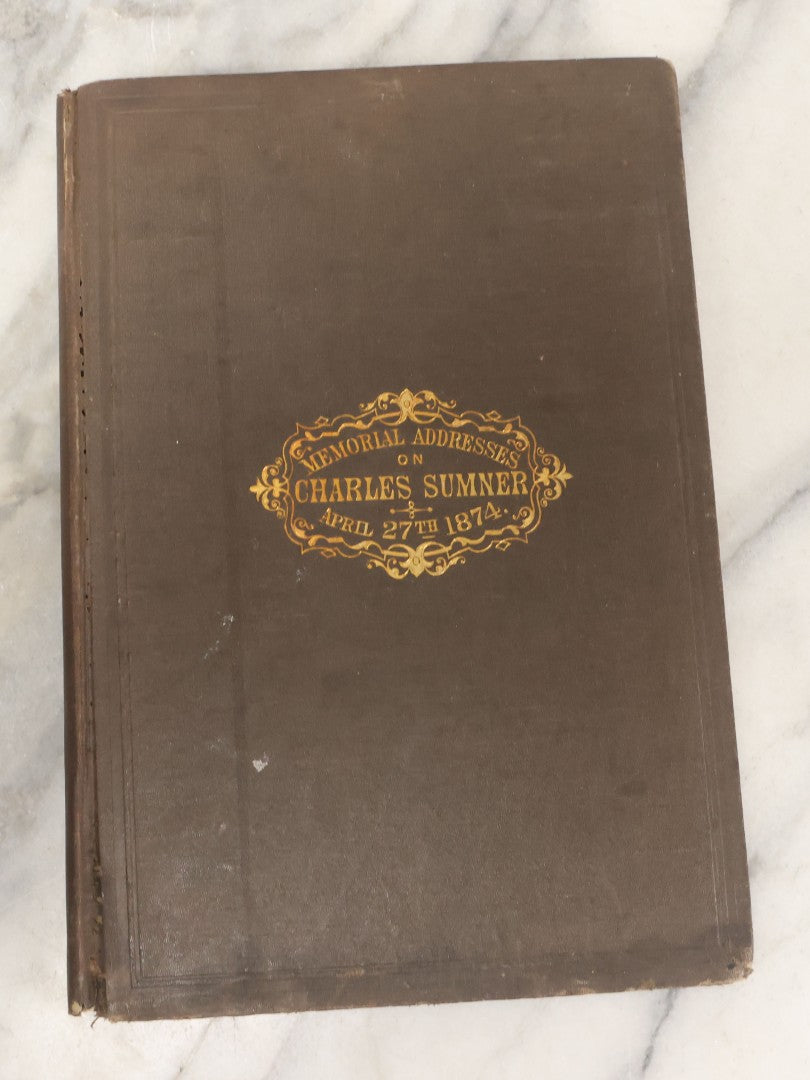 MEMORIAL ADDRESSES
ON
CHARLES SUMNER
APRIL 27TH 1874.